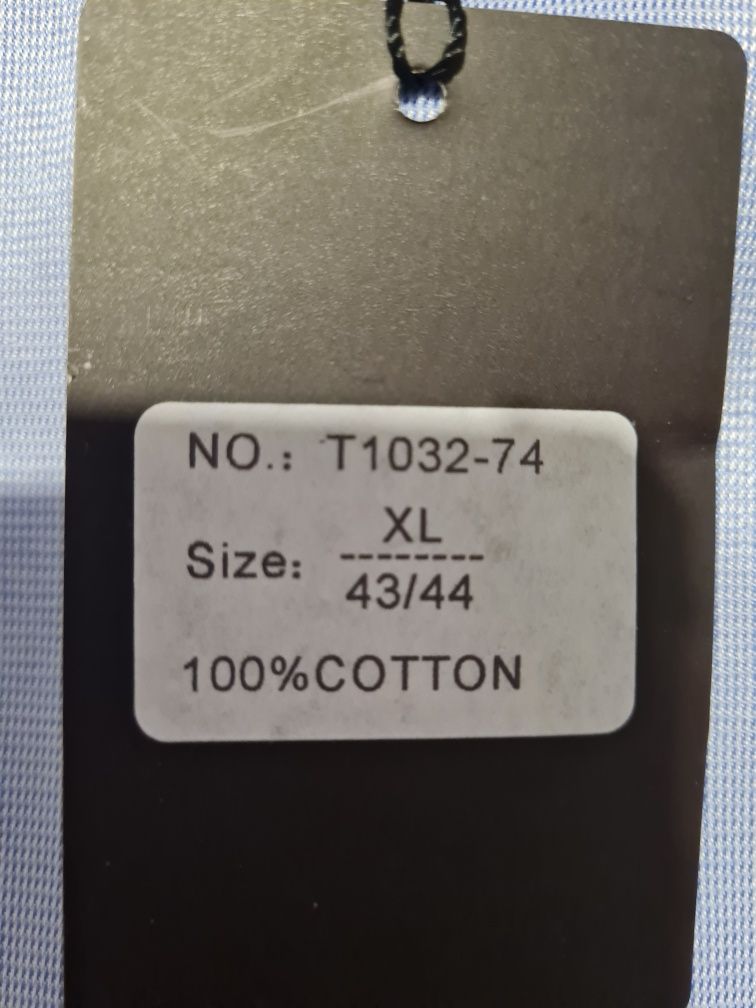 NO.: T1032-74
XL
Size: --------
43/44
100%COTTON